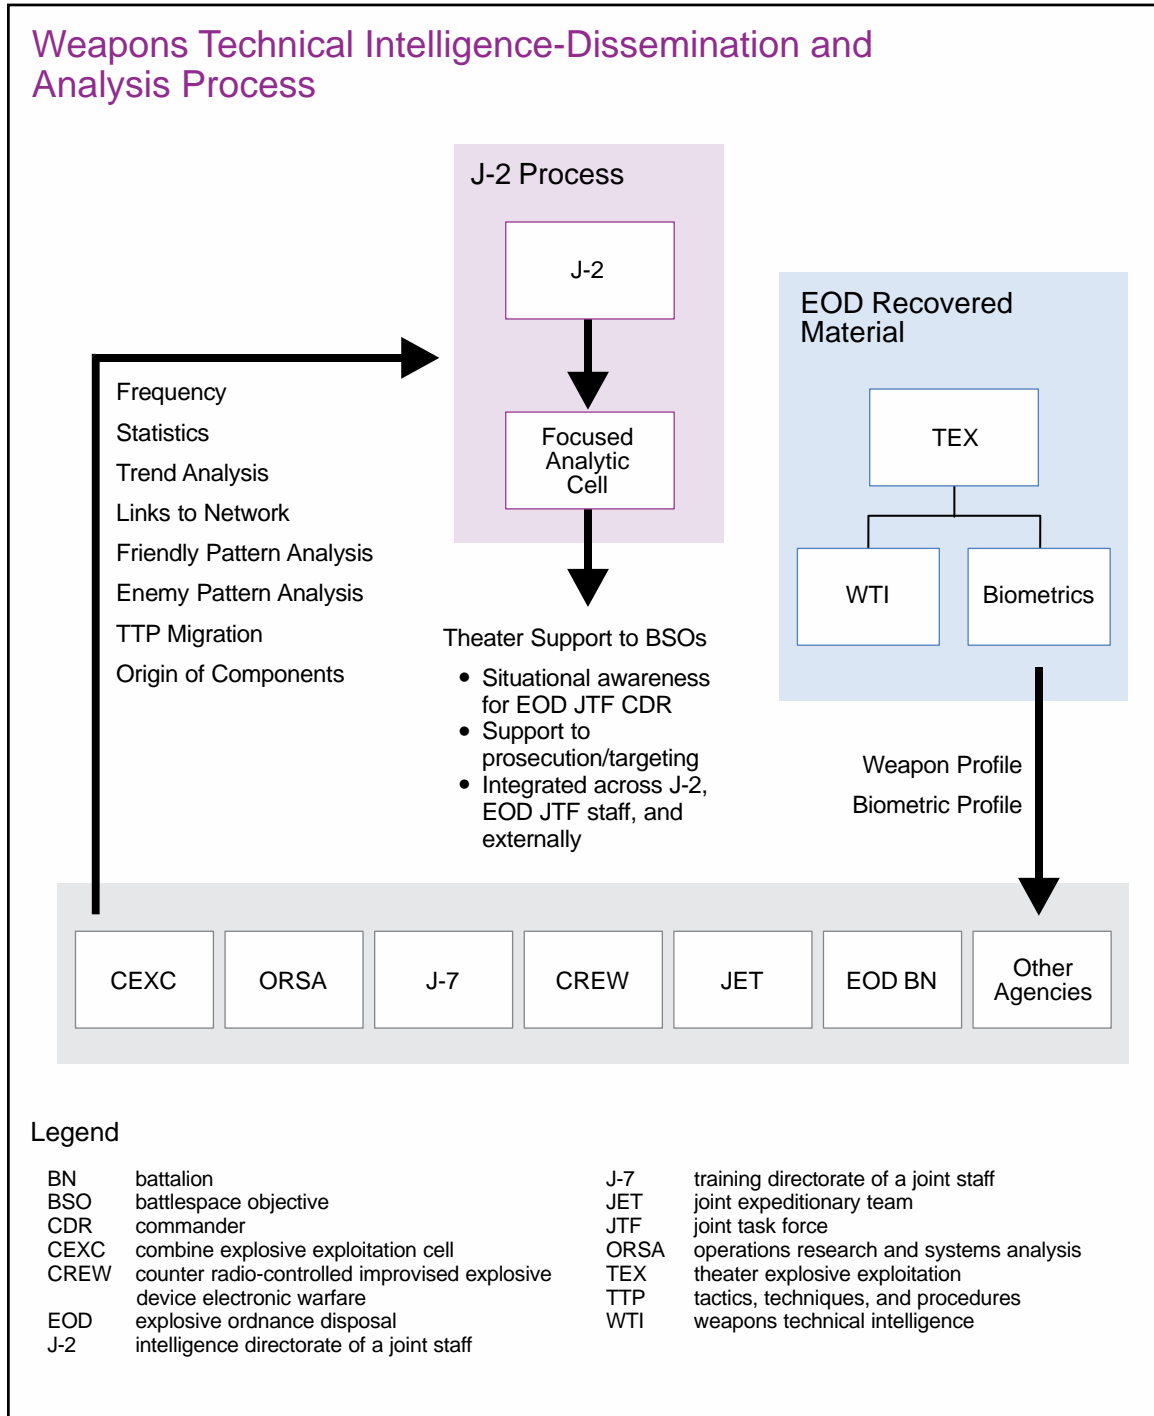 Weapons Technical Intelligence-Dissemination and
Analysis Process
J-2 Process
J-2
Focused
Analytic
Cell
EOD Recovered
Material
TEX
WTI
Biometrics
Frequency
Statistics
Trend Analysis
Links to Network
Friendly Pattern Analysis
Enemy Pattern Analysis
TTP Migration
Origin of Components
Theater Support to BSOs
• Situational awareness
for EOD JTF CDR
• Support to
prosecution/targeting
• Integrated across J-2,
EOD JTF staff, and
externally
Weapon Profile
Biometric Profile
CEXC
ORSA
J-7
CREW
JET
EOD BN
Other
Agencies
Legend
BN battalion
BSO battlespace objective
CDR commander
CEXC combine explosive exploitation cell
CREW counter radio-controlled improvised explosive
device electronic warfare
EOD explosive ordnance disposal
J-2 intelligence directorate of a joint staff
J-7 training directorate of a joint staff
JET joint expeditionary team
JTF joint task force
ORSA operations research and systems analysis
TEX theater explosive exploitation
TTP tactics, techniques, and procedures
WTI weapons technical intelligence